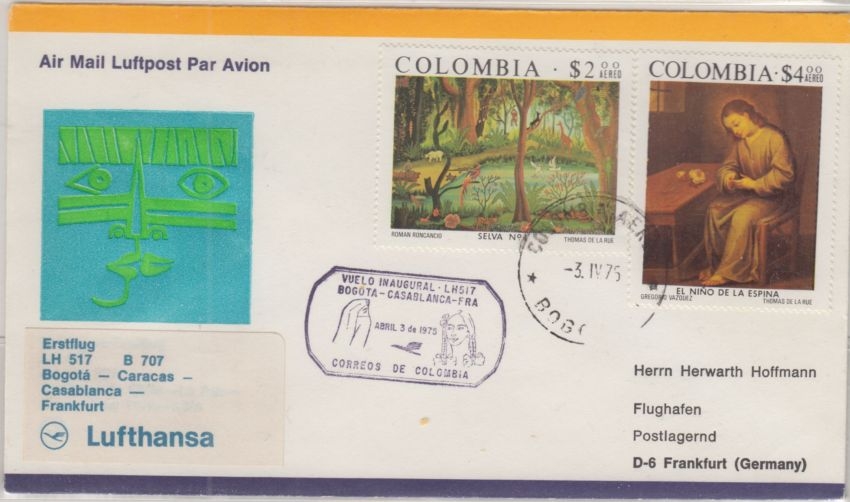 Air Mail Luftpost Par Avion
COLOMBIA · $2.00
AEREO
ROMAN RONCANCIO
SELVA Nº
THOMAS DE LA RUE
COLOMBIA · $4.00
AEREO
EL NIÑO DE LA ESPINA
GREGORIO VAZQUEZ
THOMAS DE LA RUE
-3. IV 75
VUELO INAUGURAL - LH517
BOGOTA - CASABLANCA - FRA
ABRIL 3 de 1975
CORREOS DE COLOMBIA
Erstflug
LH 517 B 707
Bogotá — Caracas —
Casablanca —
Frankfurt
Lufthansa
Herrn Herwarth Hoffmann
Flughafen
Postlagernd
D-6 Frankfurt (Germany)